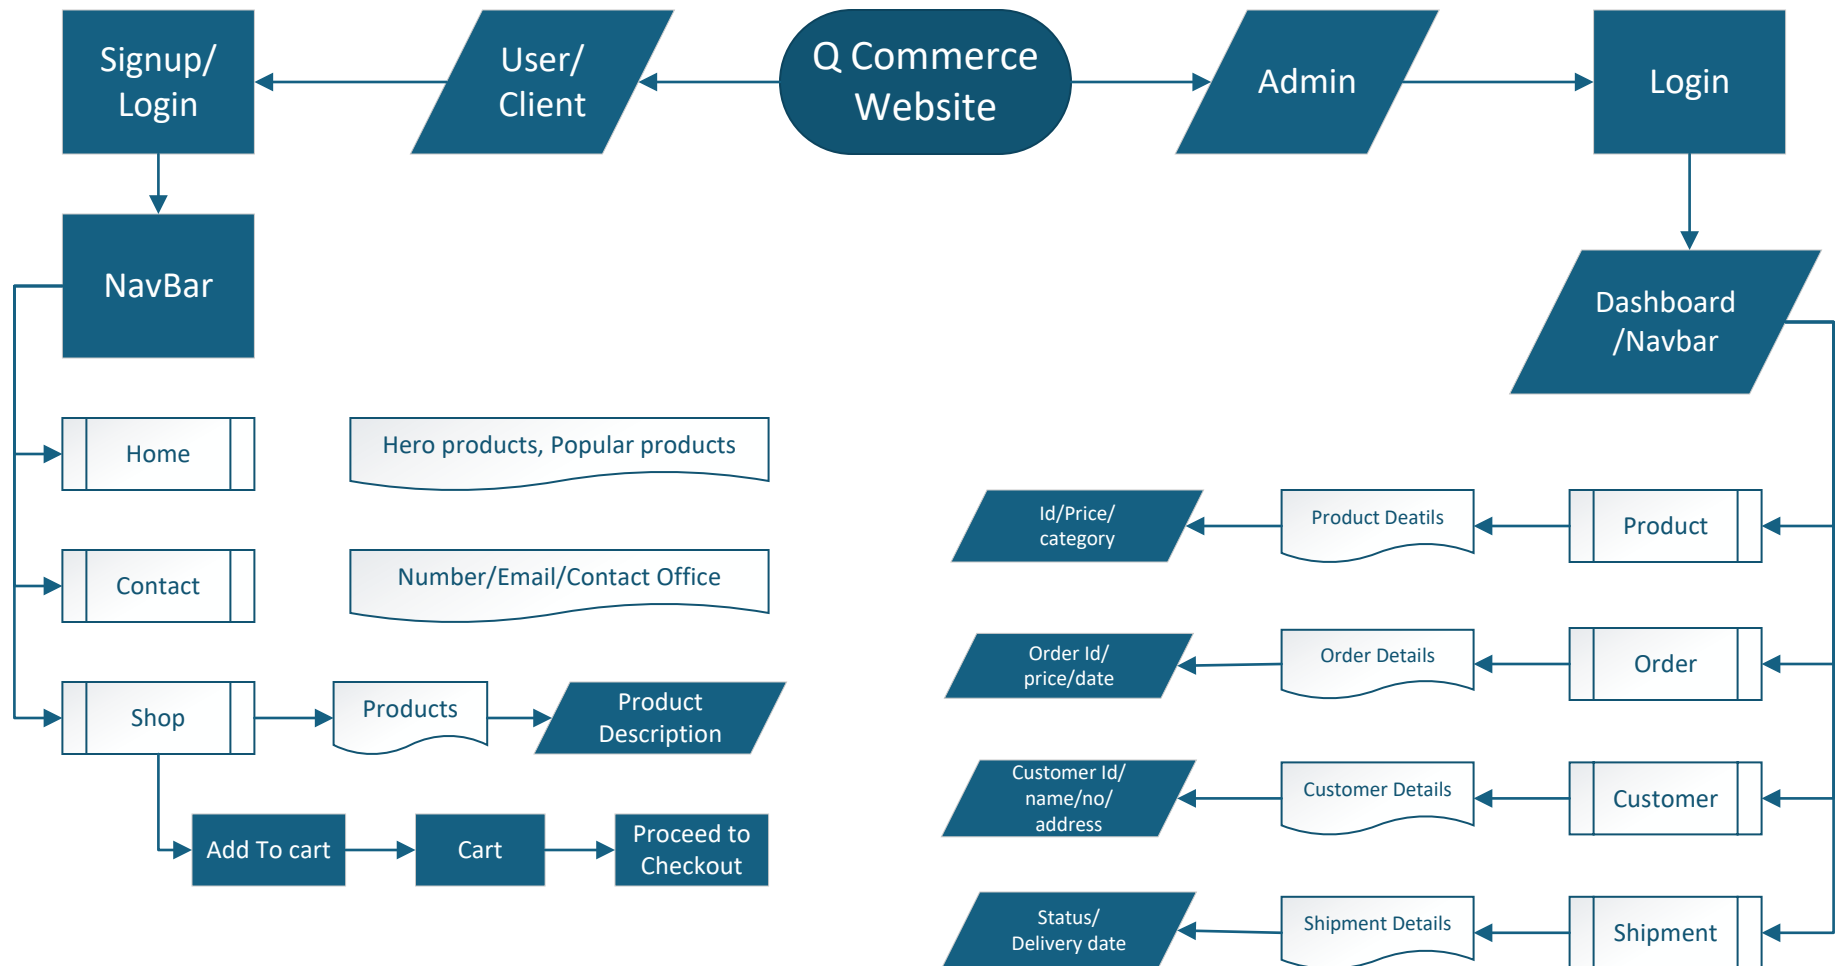 Signup/
Login
User/
Client
Q Commerce
Website
Admin
Login
NavBar
Dashboard
/Navbar
Home
Hero products, Popular products
Contact
Number/Email/Contact Office
Shop
Products
Product
Description
Add To cart
Cart
Proceed to
Checkout
Id/Price/
category
Product Deatils
Product
Order Id/
price/date
Order Details
Order
Customer Id/
name/no/
address
Customer Details
Customer
Status/
Delivery date
Shipment Details
Shipment